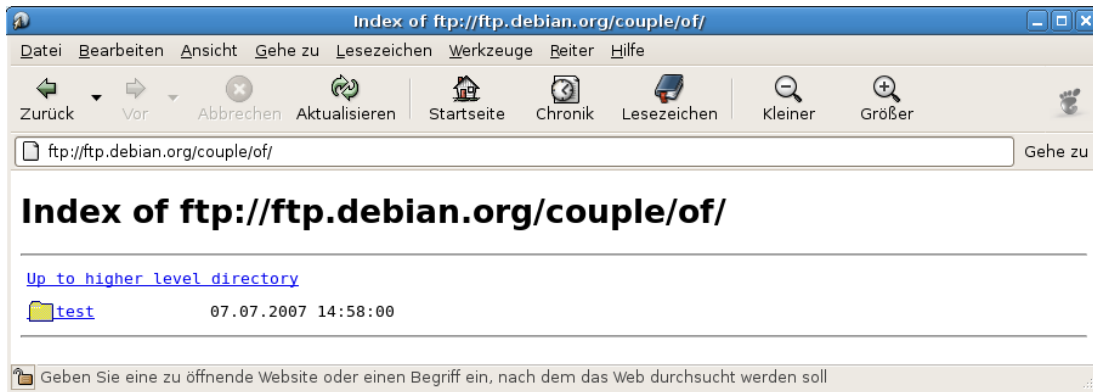 Index of ftp://ftp.debian.org/couple/of/
Datei Bearbeiten Ansicht Gehe zu Lesezeichen Werkzeuge Reiter Hilfe
Zurück Vor Abbrechen Aktualisieren Startseite Chronik Lesezeichen Kleiner Größer
ftp://ftp.debian.org/couple/of/ Gehe zu
Index of ftp://ftp.debian.org/couple/of/
Up to higher level directory
test 07.07.2007 14:58:00
Geben Sie eine zu öffnende Website oder einen Begriff ein, nach dem das Web durchsucht werden soll